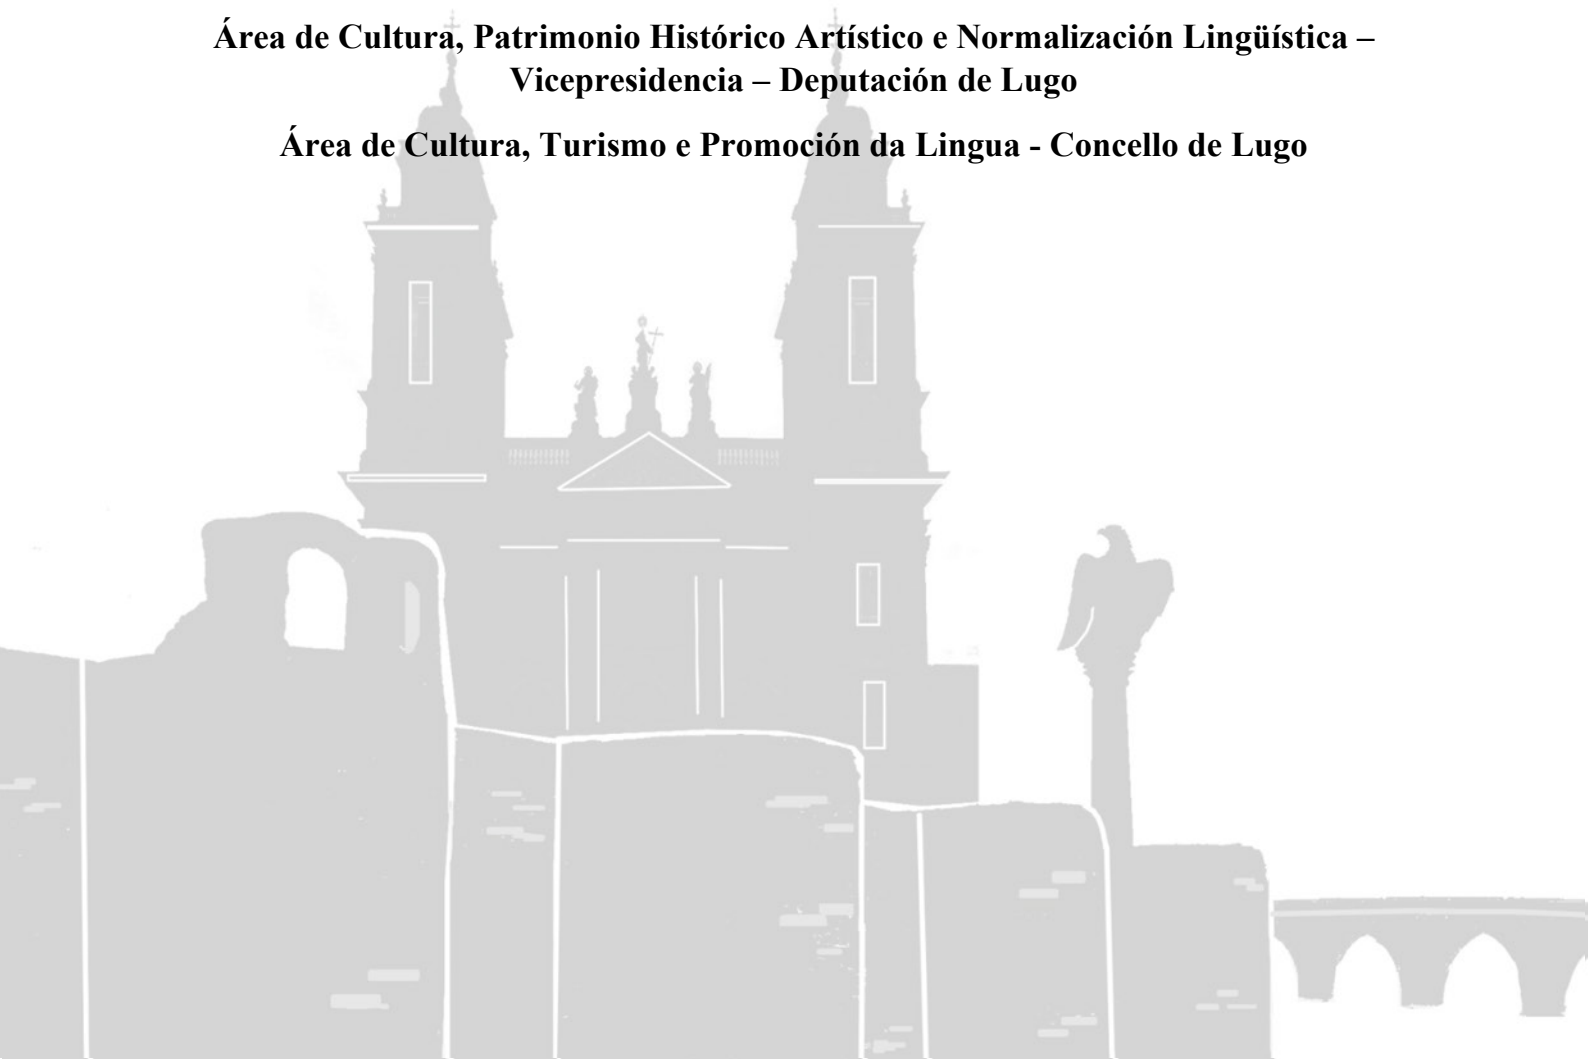 Área de Cultura, Patrimonio Histórico Artístico e Normalización Lingüística –
Vicepresidencia – Deputación de Lugo
Área de Cultura, Turismo e Promoción da Lingua - Concello de Lugo